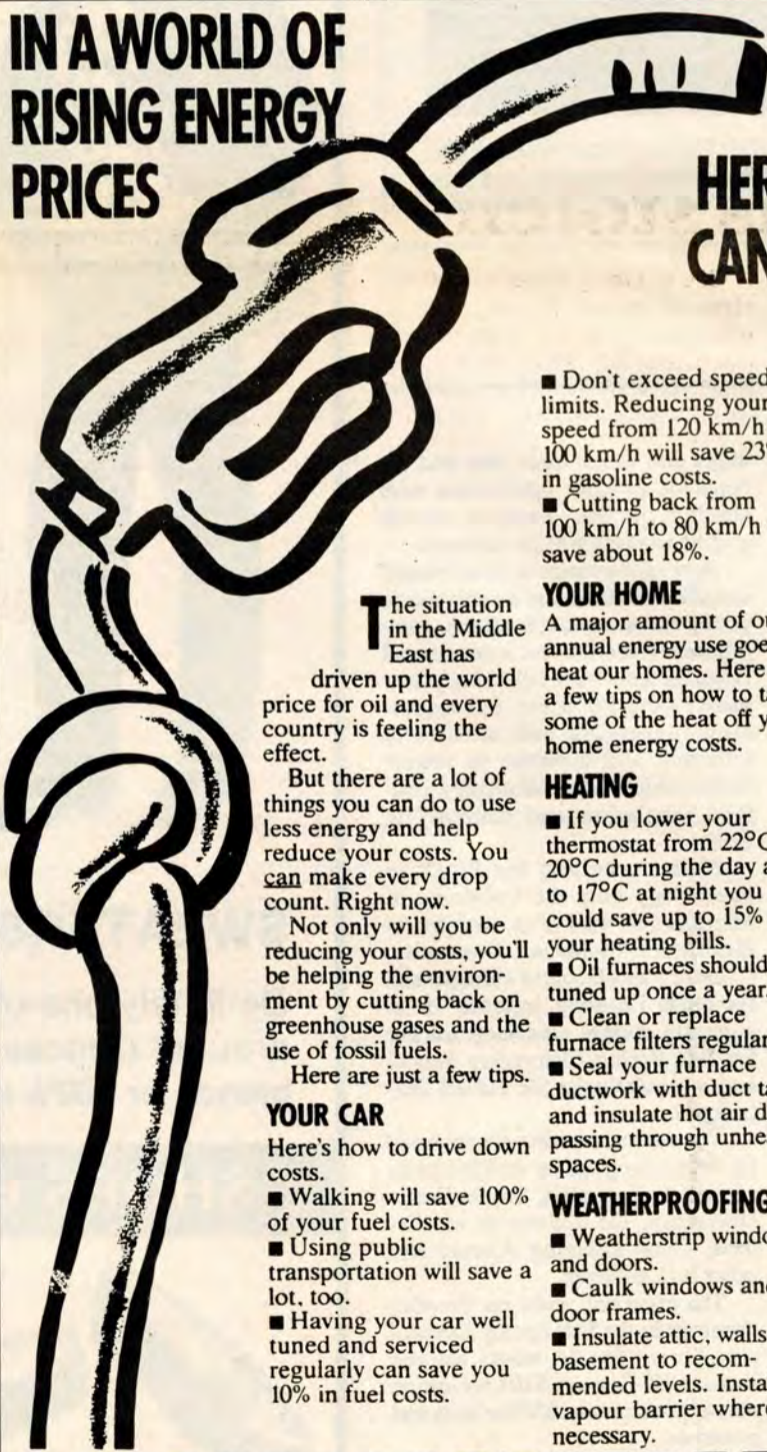 IN A WORLD OF
RISING ENERGY
PRICES
The situation
in the Middle
East has
driven up the world
price for oil and every
country is feeling the
effect.
But there are a lot of
things you can do to use
less energy and help
reduce your costs. You
can make every drop
count. Right now.
Not only will you be
reducing your costs, you'll
be helping the environ-
ment by cutting back on
greenhouse gases and the
use of fossil fuels.
Here are just a few tips.
YOUR CAR
Here's how to drive down
costs.
■ Walking will save 100%
of your fuel costs.
■ Using public
transportation will save a
lot, too.
■ Having your car well
tuned and serviced
regularly can save you
10% in fuel costs.
CAN
■ Don't exceed speed
limits. Reducing your
speed from 120 km/h
100 km/h will save 23
in gasoline costs.
■ Cutting back from
100 km/h to 80 km/h
save about 18%.
YOUR HOME
A major amount of
annual energy use
heat our homes. Here
a few tips on how to
some of the heat off
home energy costs.
HEATING
■ If you lower your
thermostat from 22°C
20°C during the day
to 17°C at night you
could save up to 15%
your heating bills.
■ Oil furnaces should
tuned up once a year.
■ Clean or replace
furnace filters
■ Seal your furnace
ductwork with duct
and insulate hot air
passing through
spaces.
WEATHERPROOFING
■ Weatherstrip
and doors.
■ Caulk windows
door frames.
■ Insulate attic, walls
basement to recom-
mended levels.
vapour barrier
necessary.